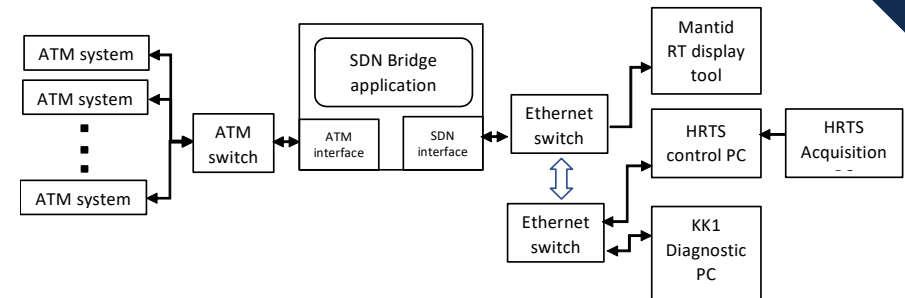 ATM system
ATM system
ATM system
ATM
switch
SDN Bridge
application
ATM
interface
SDN
interface
Ethernet
switch
Ethernet
switch
Mantid
RT display
tool
HRTS
control PC
HRTS
Acquisition
KK1
Diagnostic
PC